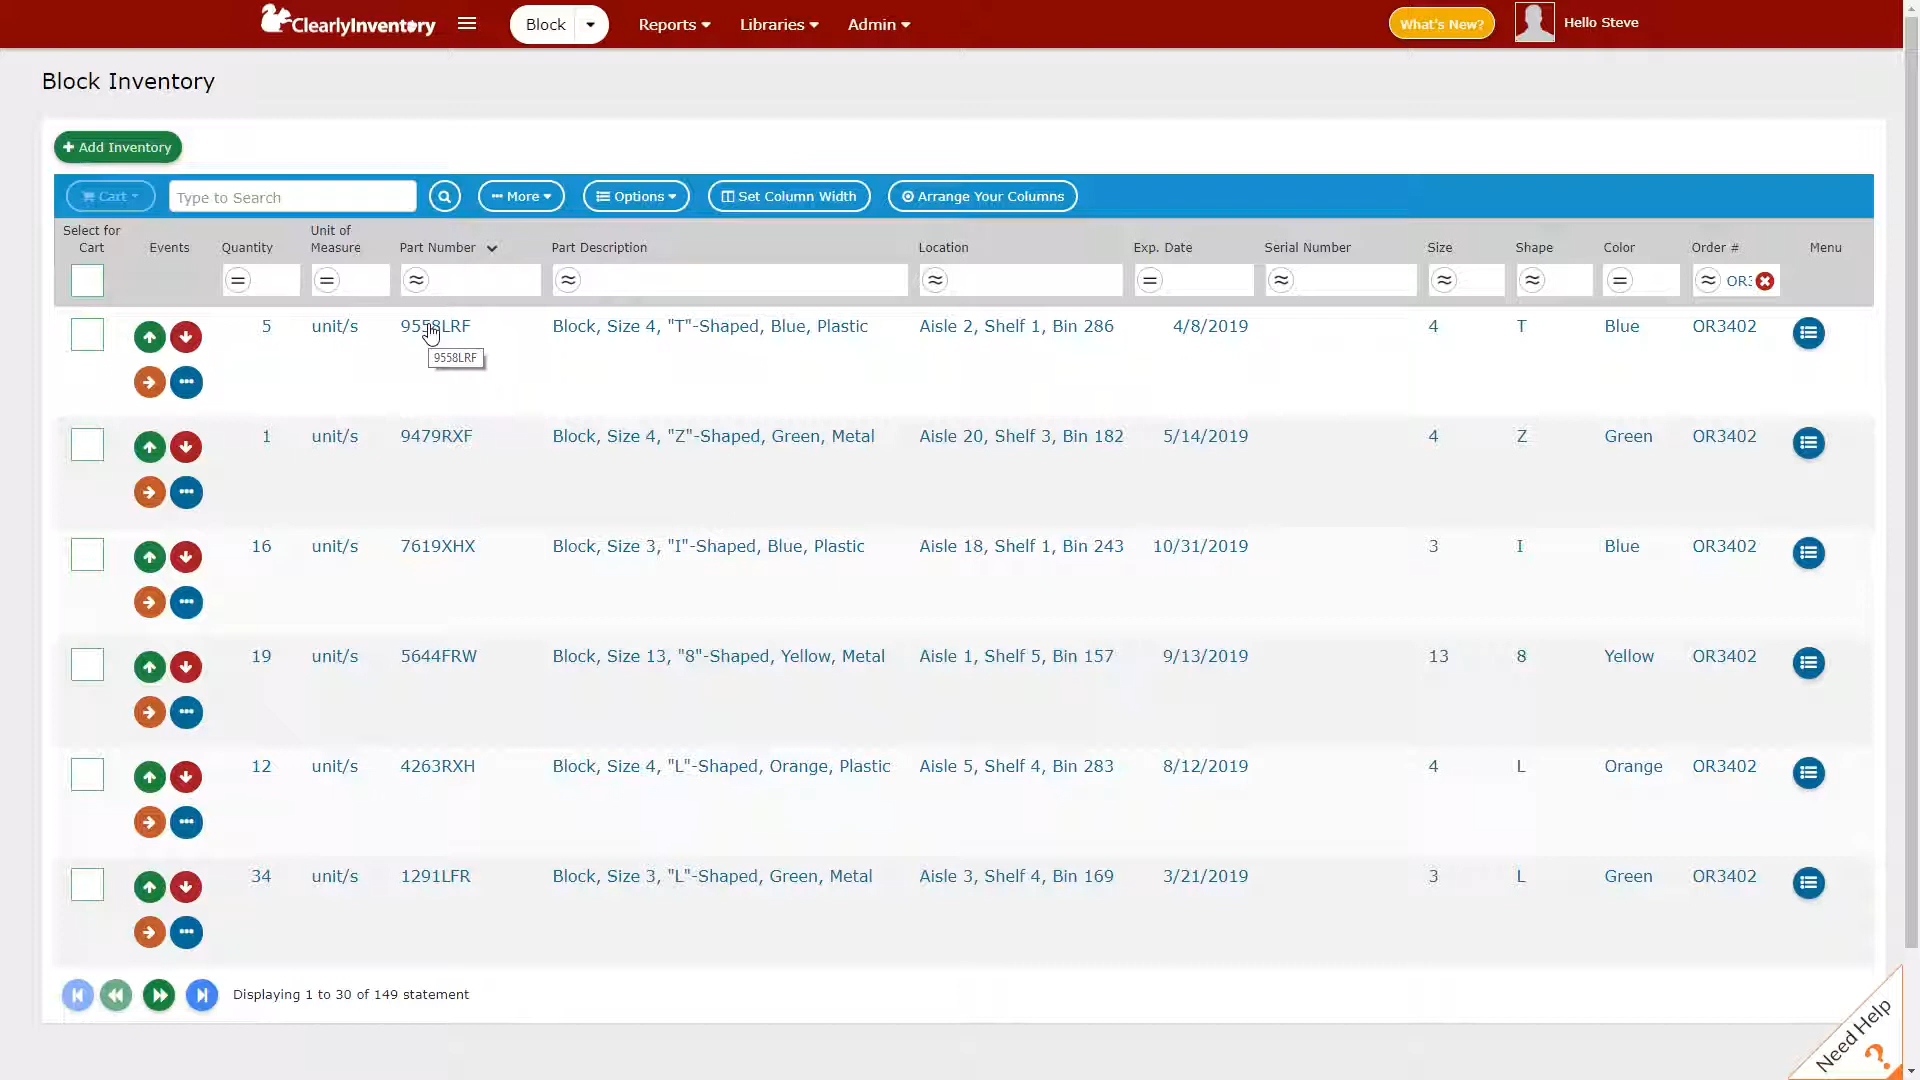 ClearlyInventory Block Reports Libraries Admin What's New? Hello Steve
Block Inventory
+ Add Inventory
Cart Type to Search More Options Set Column Width Arrange Your Columns
Select for Cart Events Quantity Unit of Measure Part Number Part Description Location Exp. Date Serial Number Size Shape Color Order # Menu
= = ≈ ≈ ≈ = ≈ ≈ ≈ = ≈ OR:
5 unit/s 9558LRF Block, Size 4, "T"-Shaped, Blue, Plastic Aisle 2, Shelf 1, Bin 286 4/8/2019 4 T Blue OR3402
9558LRF
1 unit/s 9479RXF Block, Size 4, "Z"-Shaped, Green, Metal Aisle 20, Shelf 3, Bin 182 5/14/2019 4 Z Green OR3402
16 unit/s 7619XHX Block, Size 3, "I"-Shaped, Blue, Plastic Aisle 18, Shelf 1, Bin 243 10/31/2019 3 I Blue OR3402
19 unit/s 5644FRW Block, Size 13, "8"-Shaped, Yellow, Metal Aisle 1, Shelf 5, Bin 157 9/13/2019 13 8 Yellow OR3402
12 unit/s 4263RXH Block, Size 4, "L"-Shaped, Orange, Plastic Aisle 5, Shelf 4, Bin 283 8/12/2019 4 L Orange OR3402
34 unit/s 1291LFR Block, Size 3, "L"-Shaped, Green, Metal Aisle 3, Shelf 4, Bin 169 3/21/2019 3 L Green OR3402
Displaying 1 to 30 of 149 statement
Need Help ?